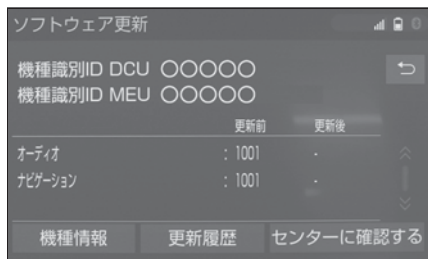 ソフトウェア更新
機種識別ID DCU ○○○○○
機種識別ID MEU ○○○○○
更新前 更新後
オーディオ : 1001 -
ナビゲーション : 1001 -
機種情報 更新履歴 センターに確認する